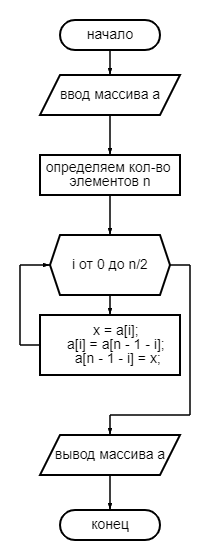 начало
ввод массива a
определяем кол-во
элементов n
i от 0 до n/2
x = a[i];
a[i] = a[n - 1 - i];
a[n - 1 - i] = x;
вывод массива a
конец